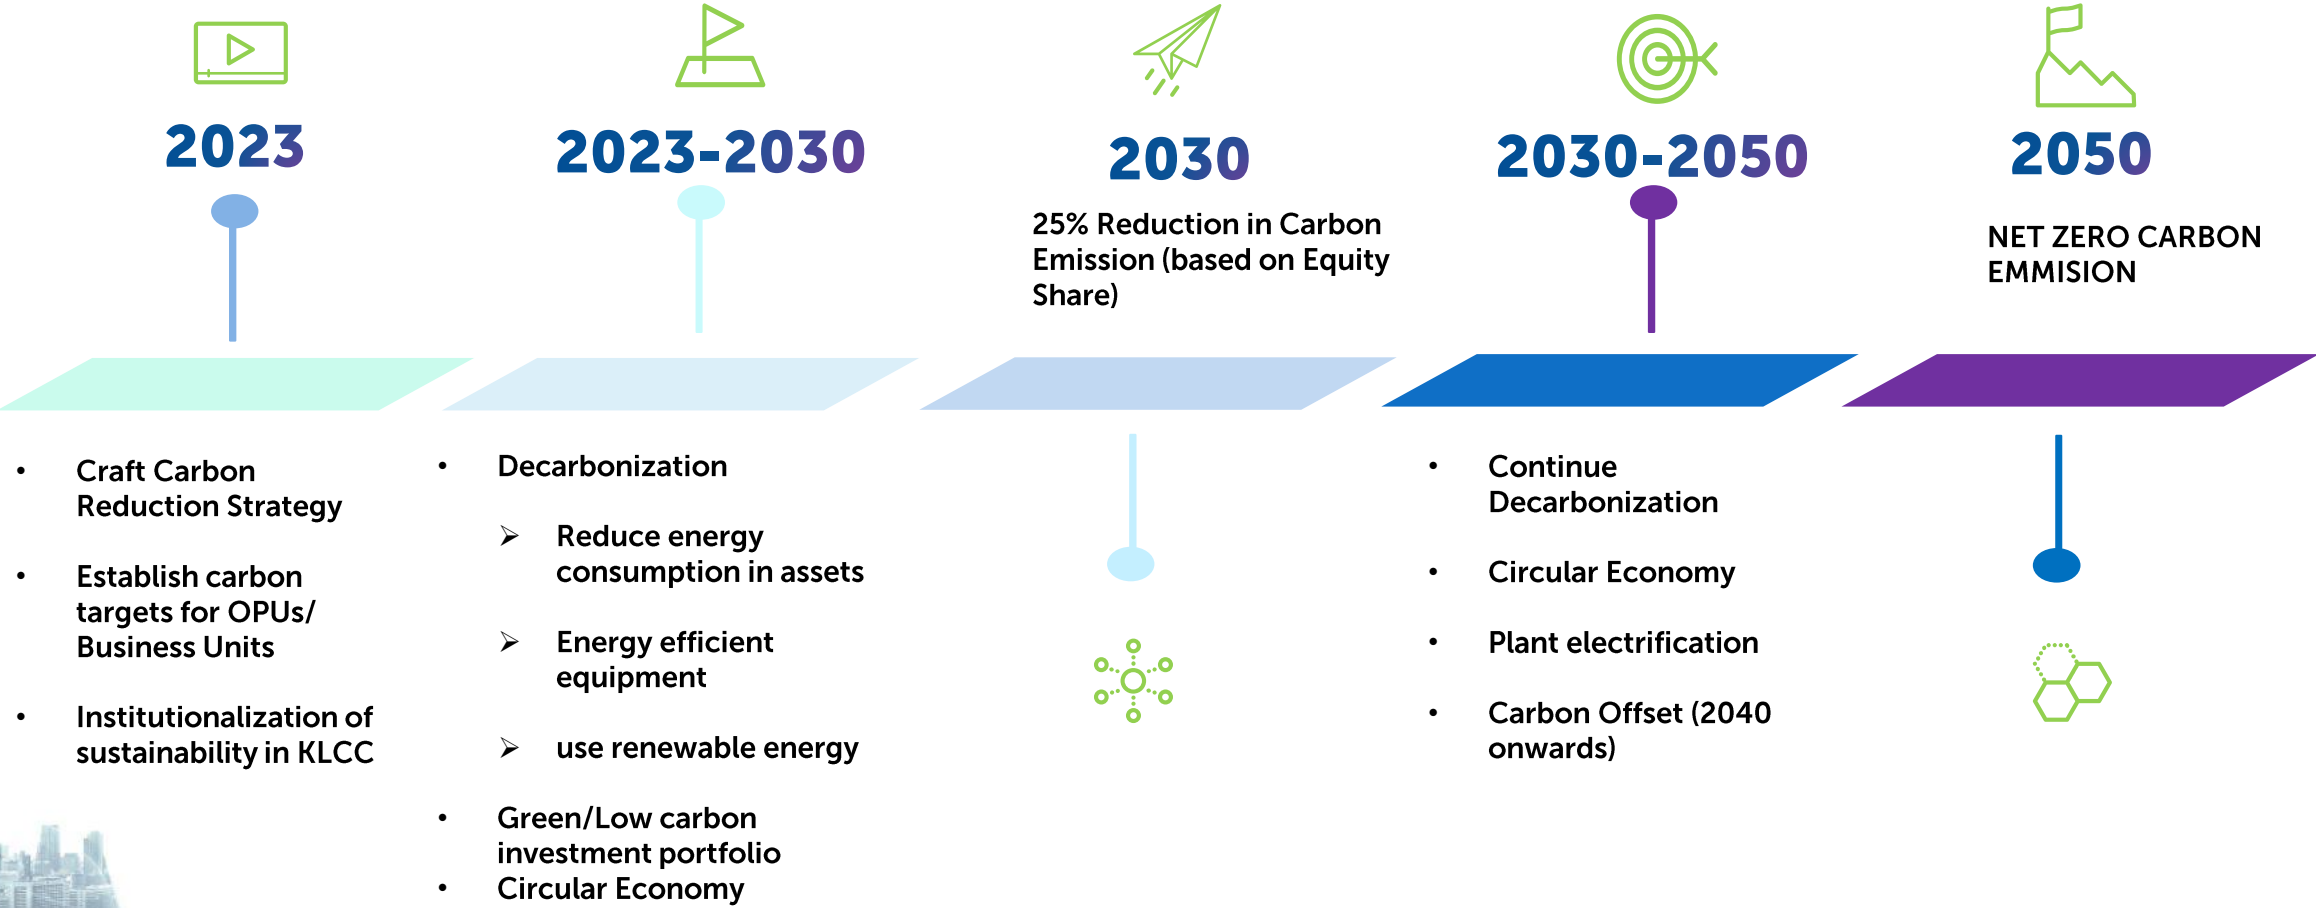 2023
2023-2030
2030
2030-2050
2050
25% Reduction in Carbon
Emission (based on Equity
Share)
NET ZERO CARBON
EMMISION
• Craft Carbon
Reduction Strategy
• Establish carbon
targets for OPUs/
Business Units
• Institutionalization of
sustainability in KLCC
• Decarbonization
➢ Reduce energy
consumption in assets
➢ Energy efficient
equipment
➢ use renewable energy
• Green/Low carbon
investment portfolio
• Circular Economy
• Continue
Decarbonization
• Circular Economy
• Plant electrification
• Carbon Offset (2040
onwards)